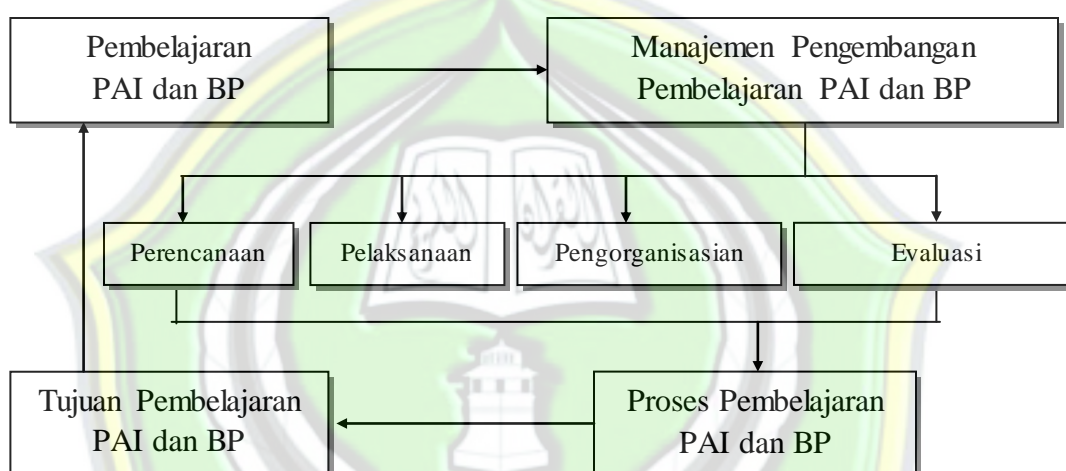 Pembelajaran
PAI dan BP
Manajemen Pengembangan
Pembelajaran PAI dan BP
Perencanaan
Pelaksanaan
Pengorganisasian
Evaluasi
Tujuan Pembelajaran
PAI dan BP
Proses Pembelajaran
PAI dan BP